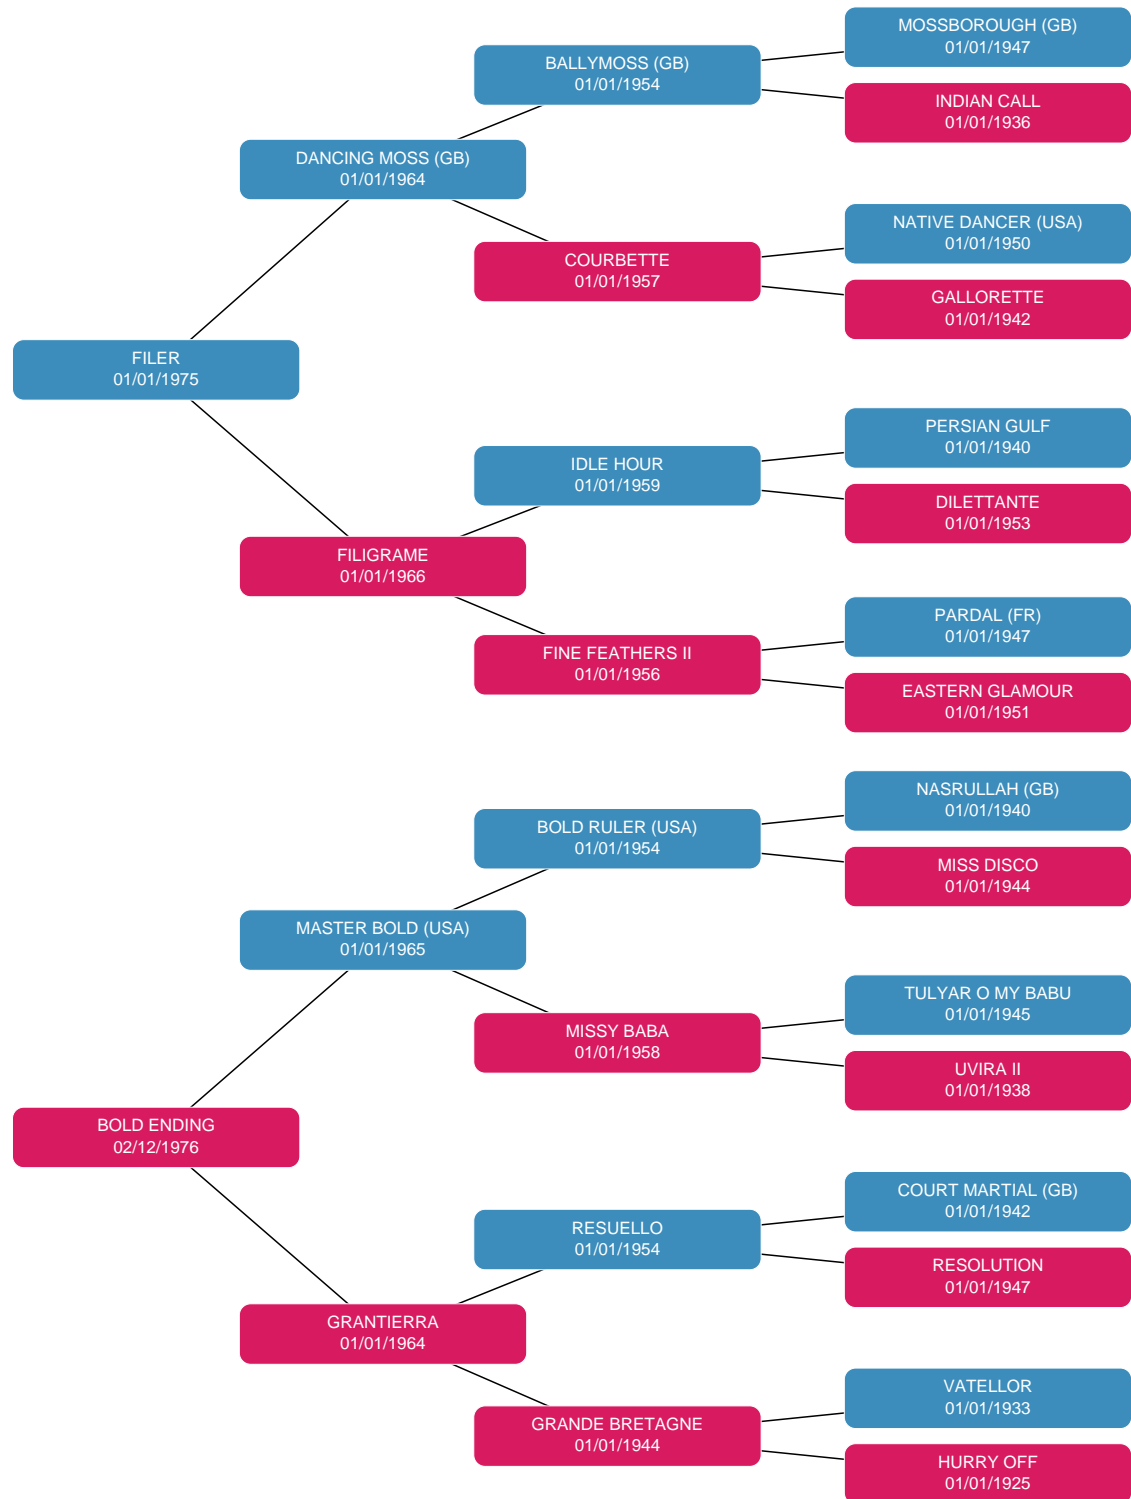 MOSSBOROUGH (GB)
01/01/1947
BALLYMOSS (GB)
01/01/1954
INDIAN CALL
01/01/1936
DANCING MOSS (GB)
01/01/1964
NATIVE DANCER (USA)
01/01/1950
COURBETTE
01/01/1957
GALLORETTE
01/01/1942
FILER
01/01/1975
PERSIAN GULF
01/01/1940
IDLE HOUR
01/01/1959
DILETTANTE
01/01/1953
FILIGRAME
01/01/1966
PARDAL (FR)
01/01/1947
FINE FEATHERS II
01/01/1956
EASTERN GLAMOUR
01/01/1951
NASRULLAH (GB)
01/01/1940
BOLD RULER (USA)
01/01/1954
MISS DISCO
01/01/1944
MASTER BOLD (USA)
01/01/1965
TULYAR O MY BABU
01/01/1945
MISSY BABA
01/01/1958
UVIRA II
01/01/1938
BOLD ENDING
02/12/1976
COURT MARTIAL (GB)
01/01/1942
RESUELLO
01/01/1954
RESOLUTION
01/01/1947
GRANTIERRA
01/01/1964
VATELLOR
01/01/1933
GRANDE BRETAGNE
01/01/1944
HURRY OFF
01/01/1925